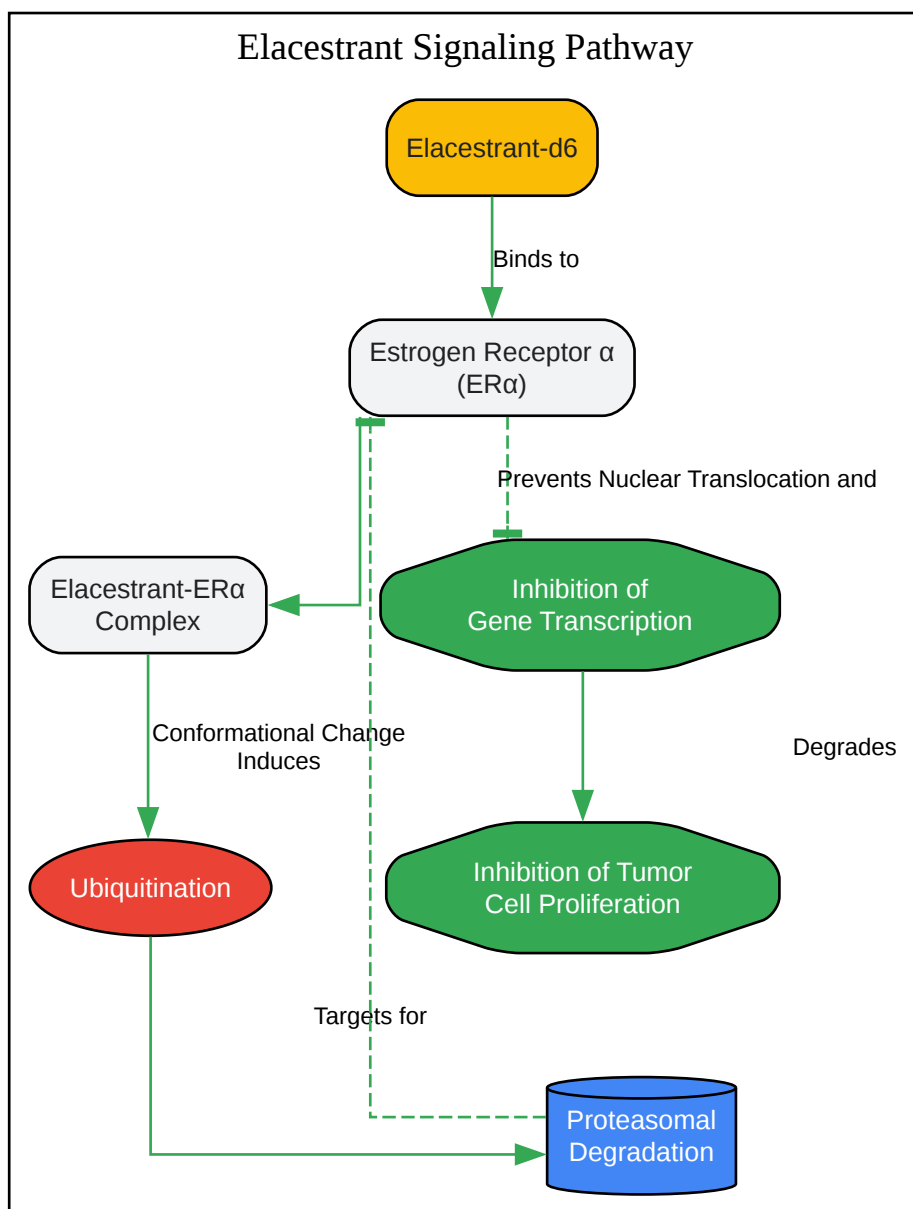 Elacestrant Signaling Pathway
Elacestrant-d6
Binds to
Estrogen Receptor α
(ERα)
Prevents Nuclear Translocation and
Elacestrant-ERα
Complex
Inhibition of
Gene Transcription
Conformational Change
Induces
Degrades
Ubiquitination
Inhibition of Tumor
Cell Proliferation
Targets for
Proteasomal
Degradation